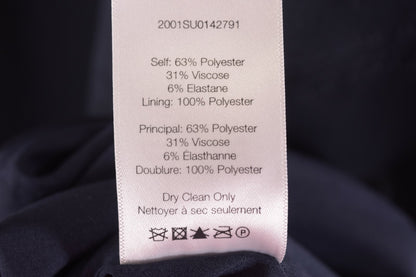 2001SU0142791
Self: 63% Polyester
31% Viscose
6% Elastane
Lining: 100% Polyester
Principal: 63% Polyester
31% Viscose
6% Élasthanne
Doublure: 100% Polyester
Dry Clean Only
Nettoyer à sec seulement
P